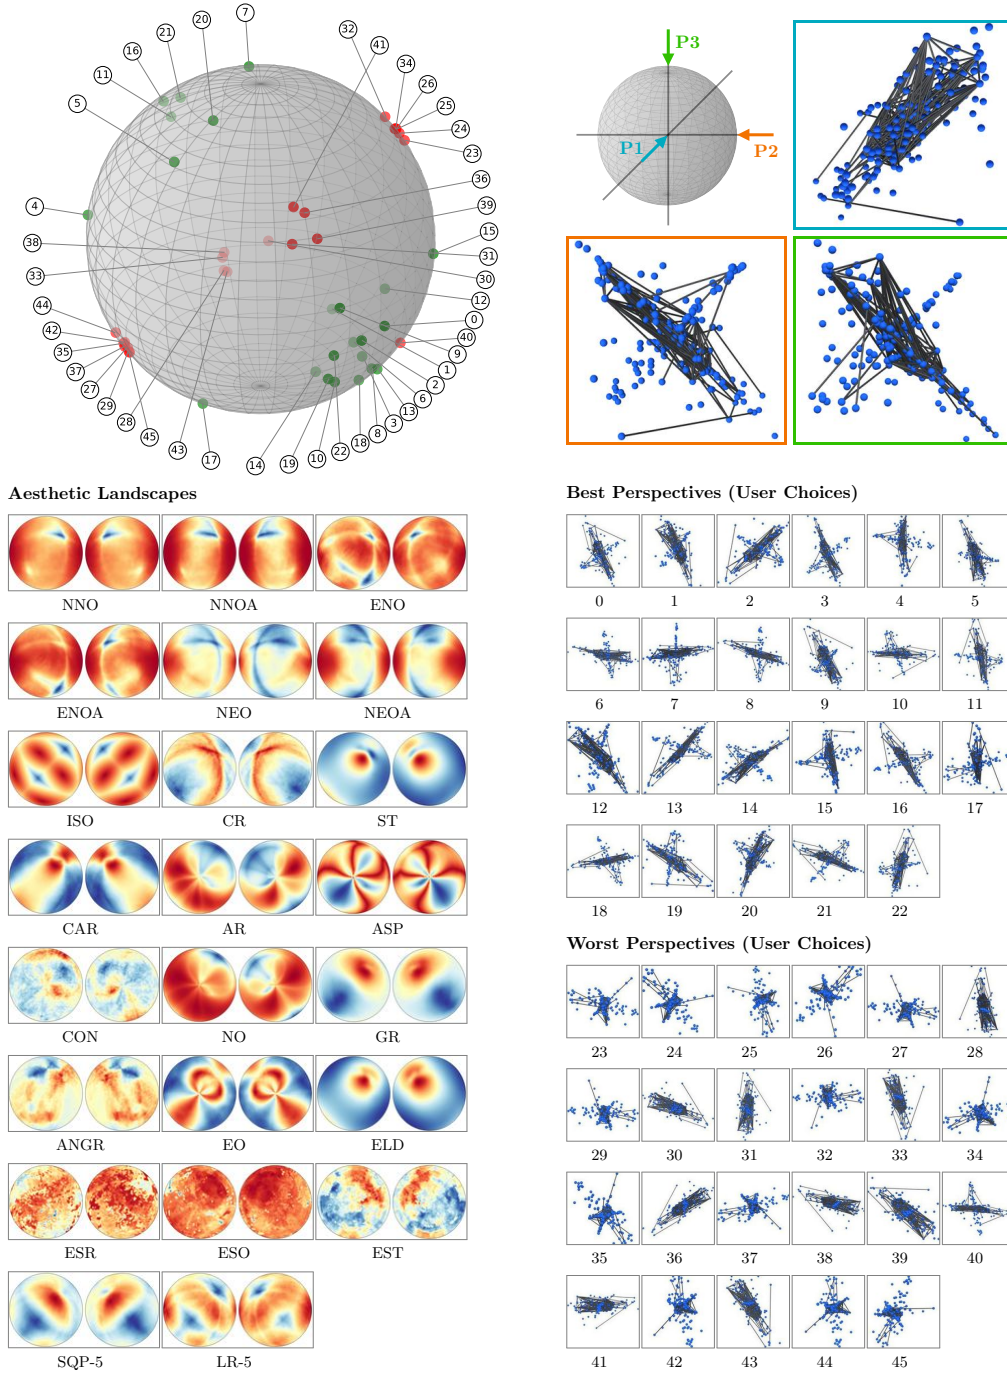 7
20
21
16
11
5
4
38
33
44
42
35
37
27
29
28
45
43
17
14
19
10
22
18
8
3
13
6
2
1
9
40
0
12
30
31
15
39
36
23
24
25
26
34
41
32
P3
P1
P2
Aesthetic Landscapes
NNO NNOA ENO
ENOA NEO NEOA
ISO CR ST
CAR AR ASP
CON NO GR
ANGR EO ELD
ESR ESO EST
SQP-5 LR-5
Best Perspectives (User Choices)
0 1 2 3 4 5
6 7 8 9 10 11
12 13 14 15 16 17
18 19 20 21 22
Worst Perspectives (User Choices)
23 24 25 26 27 28
29 30 31 32 33 34
35 36 37 38 39 40
41 42 43 44 45